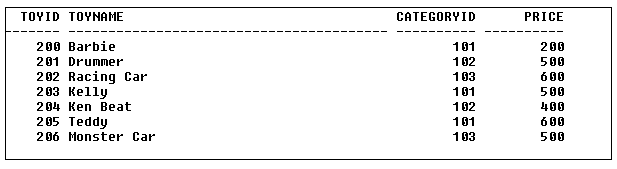 TOYID TOYNAME CATEGORYID PRICE
------- ---------------------------------------- ---------- -----------
200 Barbie 101 200
201 Drummer 102 500
202 Racing Car 103 600
203 Kelly 101 500
204 Ken Beat 102 400
205 Teddy 101 600
206 Monster Car 103 500